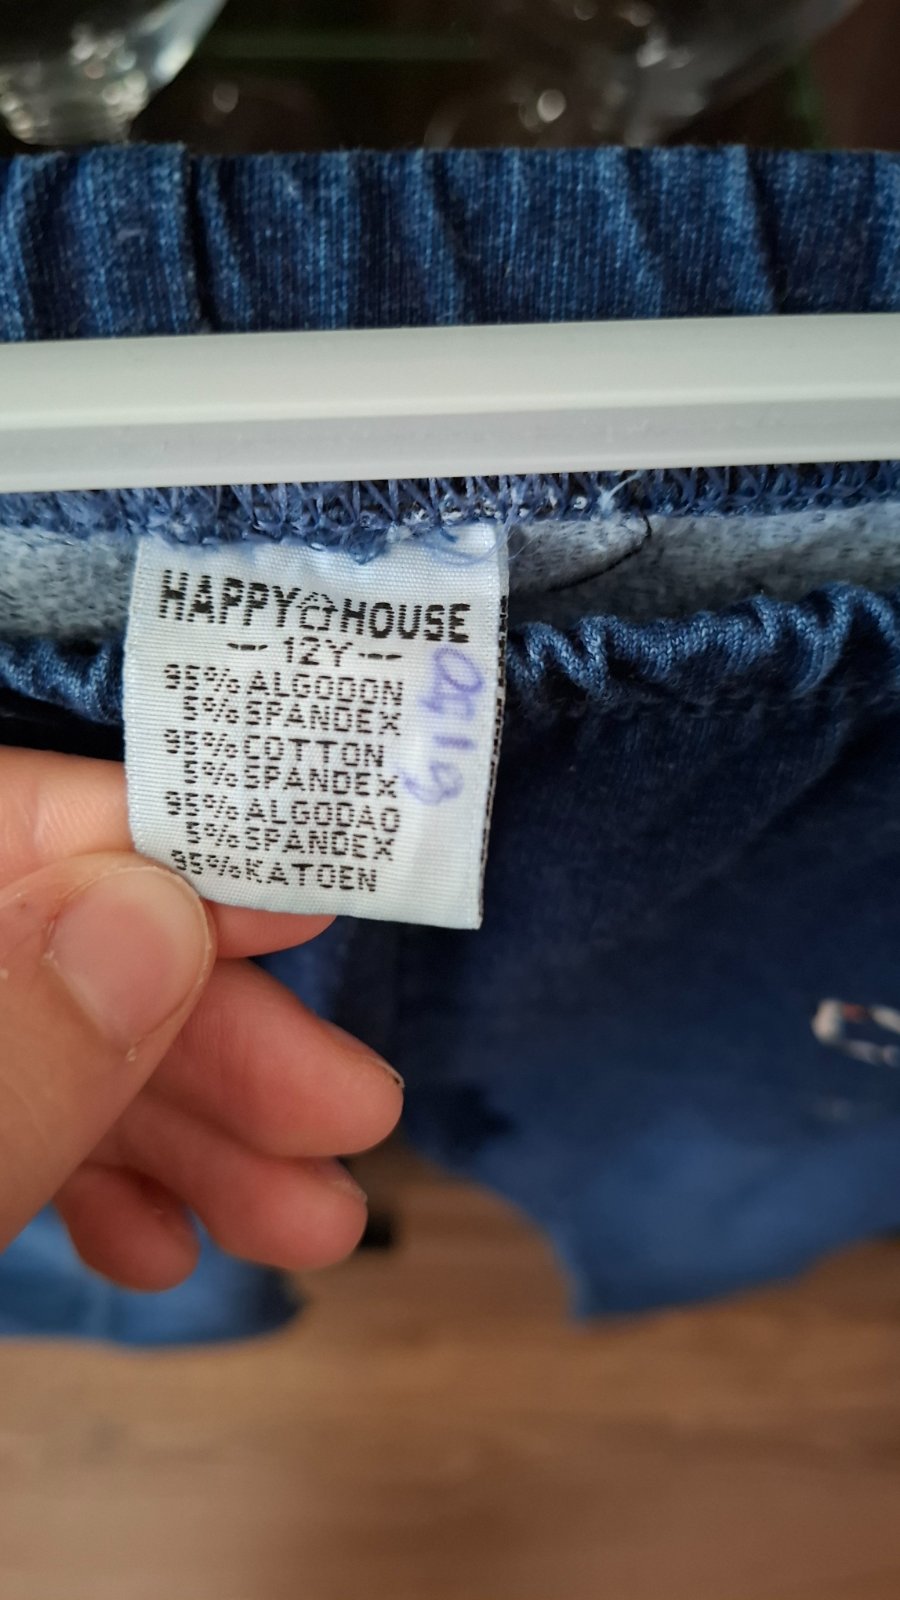 HAPPY HOUSE
--- 12Y ---
95% ALGODON
5% SPANDEX
95% COTTON
5% SPANDEX
95% ALGODAO
5% SPANDEX
95% KATOEN